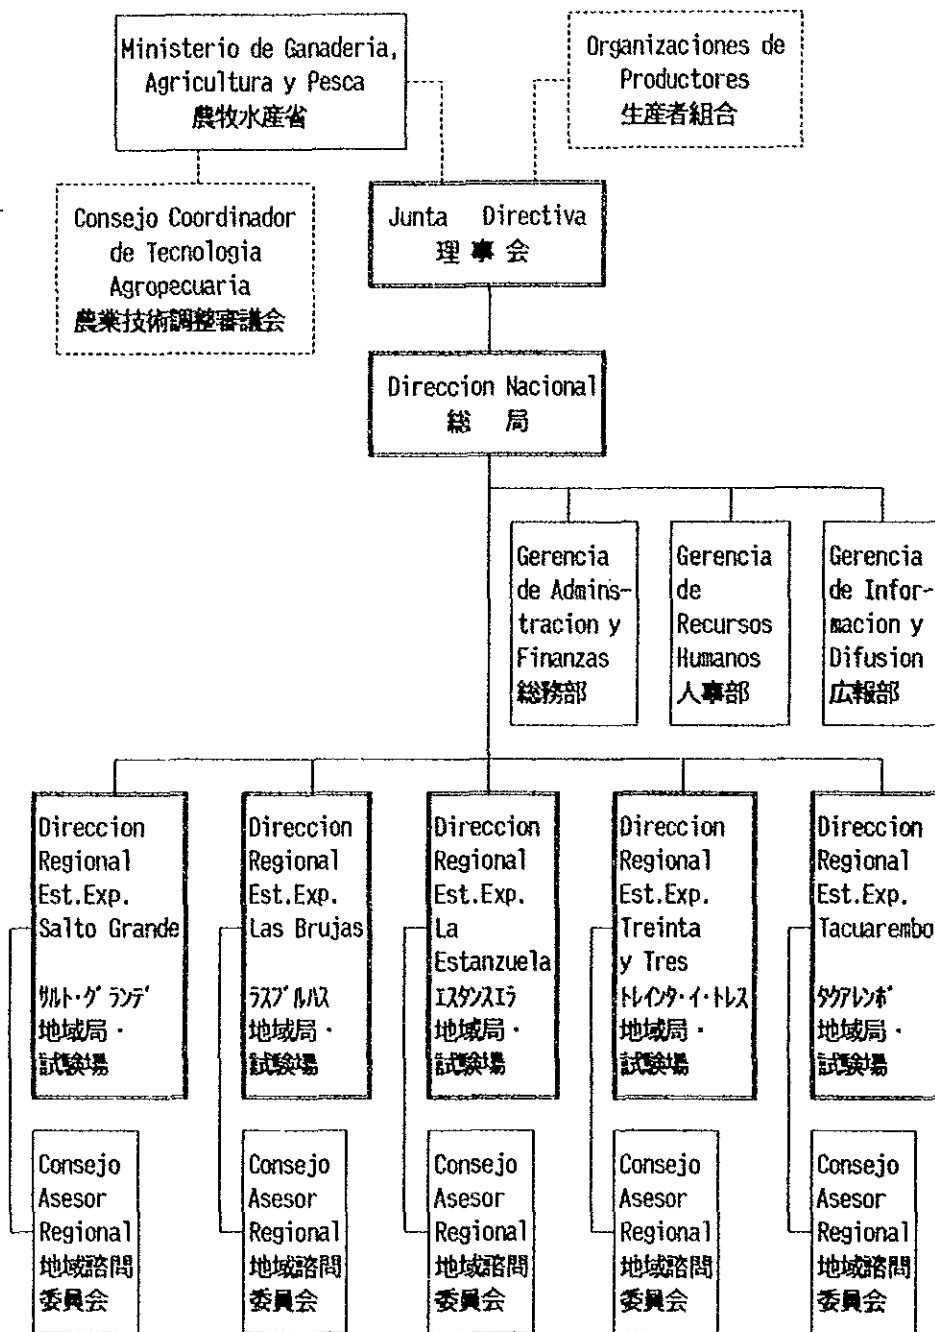 Ministerio de Ganaderia,
Agricultura y Pesca
農牧水産省
Organizaciones de
Productores
生産者組合
Consejo Coordinador
de Tecnologia
Agropecuaria
農業技術調整審議会
Junta Directiva
理事会
Direccion Nacional
総局
Gerencia
de Admins-
tracion y
Finanzas
総務部
Gerencia
de
Recursos
Humanos
人事部
Gerencia
de Infor-
macion y
Difusion
広報部
Direccion
Regional
Est.Exp.
Salto Grande
ｻﾙﾄ･ｸﾞﾗﾝﾃﾞ
地域局・
試験場
Direccion
Regional
Est.Exp.
Las Brujas
ﾗｽﾌﾞﾙﾊｽ
地域局・
試験場
Direccion
Regional
Est.Exp.
La
Estanzuela
ｴｽﾀﾝｽｴﾗ
地域局・
試験場
Direccion
Regional
Est.Exp.
Treinta
y Tres
ﾄﾚｲﾝﾀ･ｲ･ﾄﾚｽ
地域局・
試験場
Direccion
Regional
Est.Exp.
Tacuarembo
ﾀｸｱﾚﾝﾎﾞ
地域局・
試験場
Consejo
Asesor
Regional
地域諮問
委員会
Consejo
Asesor
Regional
地域諮問
委員会
Consejo
Asesor
Regional
地域諮問
委員会
Consejo
Asesor
Regional
地域諮問
委員会
Consejo
Asesor
Regional
地域諮問
委員会